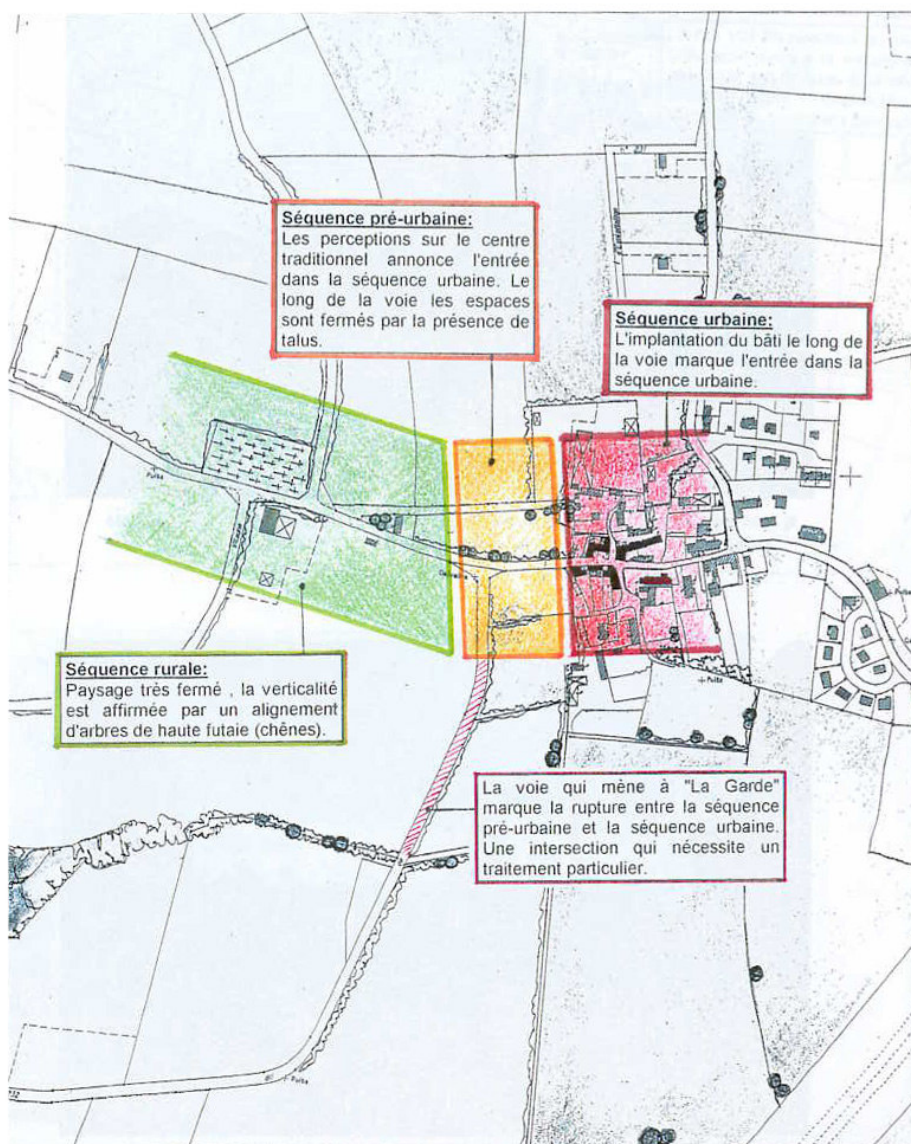 Séquence pré-urbaine:
Les perceptions sur le centre
traditionnel annonce l'entrée
dans la séquence urbaine. Le
long de la voie les espaces
sont fermés par la présence de
talus.
Séquence urbaine:
L'implantation du bâti le long de
la voie marque l'entrée dans la
séquence urbaine.
Puits
Puits
Séquence rurale:
Paysage très fermé , la verticalité
est affirmée par un alignement
d'arbres de haute futaie (chênes).
Puits
La voie qui mène à "La Garde"
marque la rupture entre la séquence
pré-urbaine et la séquence urbaine.
Une intersection qui nécessite un
traitement particulier.
Puits